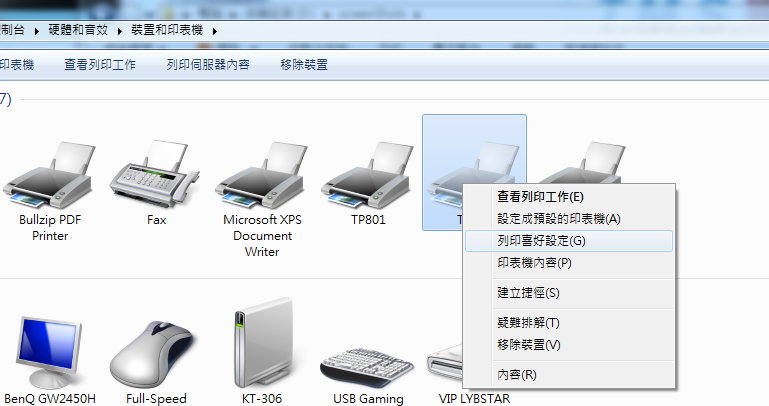 制台 ▸ 硬體和音效 ▸ 裝置和印表機 ▸
印表機 查看列印工作 列印伺服器內容 移除裝置
7)
Bullzip PDF
Printer
Fax
Microsoft XPS
Document
Writer
TP801
T
查看列印工作(E)
設定成預設的印表機(A)
列印喜好設定(G)
印表機內容(P)
建立捷徑(S)
疑難排解(T)
移除裝置(V)
內容(R)
BenQ GW2450H
Full-Speed
KT-306
USB Gaming
VIP LYBSTAR